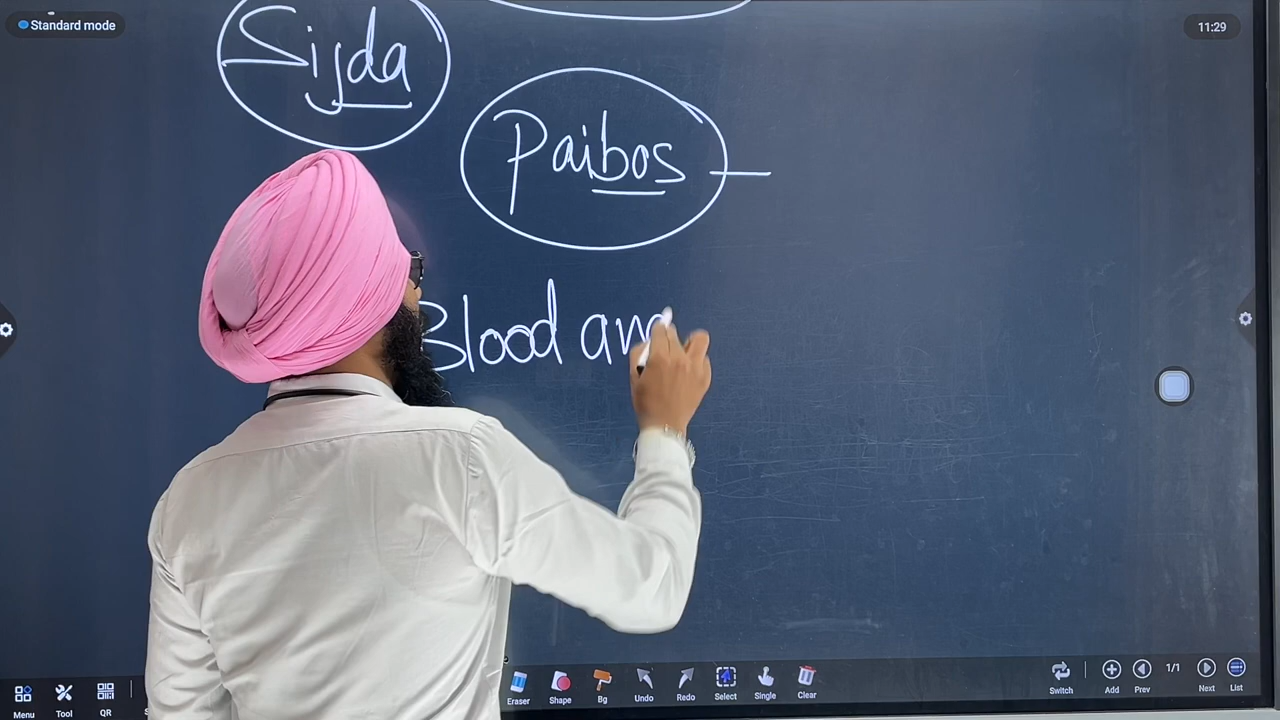 Standard mode
11:29
Sijda
Paibos —
Blood an
Menu
Tool
QR
Eraser
Shape
Bg
Undo
Redo
Select
Single
Clear
Switch
Add
Prev
1/1
Next
List